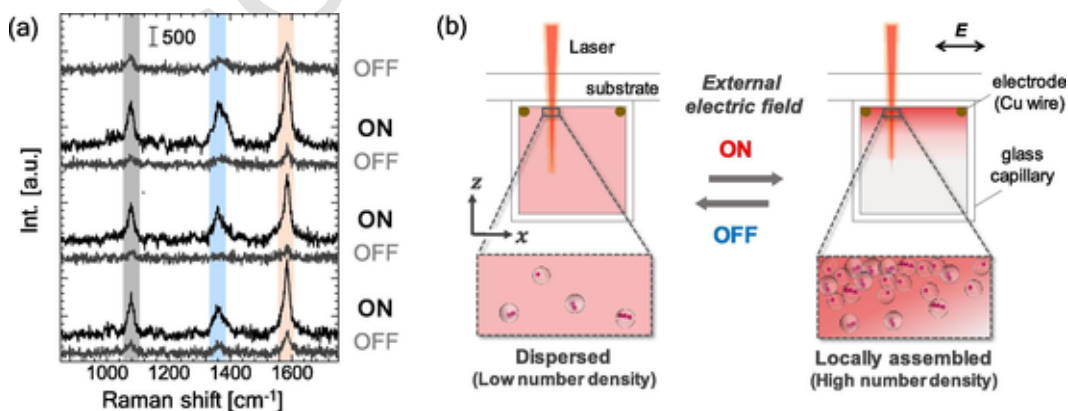 (a)
500
OFF
ON
OFF
ON
OFF
ON
OFF
Int. [a.u.]
1000 1200 1400 1600
Raman shift [cm-1]
(b)
Laser
substrate
External
electric field
ON
OFF
z
x
Dispersed
(Low number density)
E
electrode
(Cu wire)
glass
capillary
Locally assembled
(High number density)